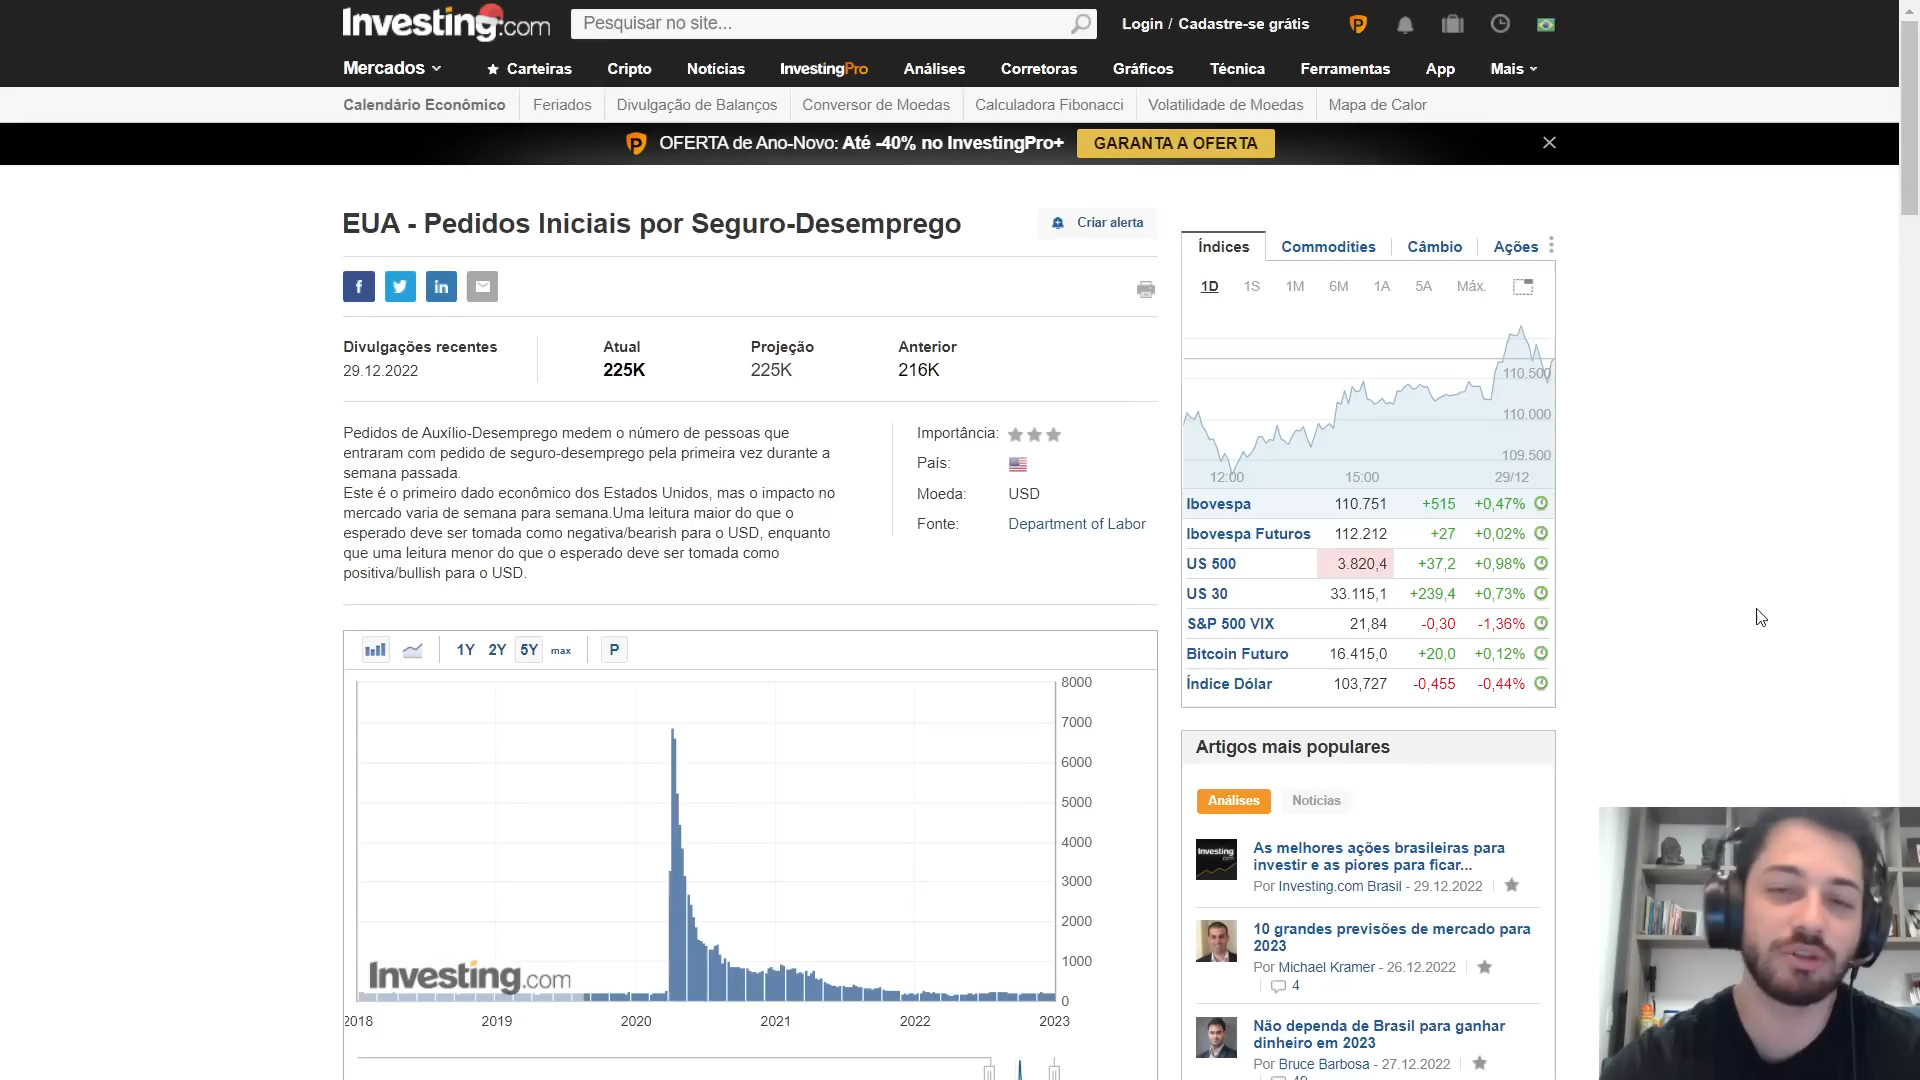 Investing.com
Pesquisar no site...
Login / Cadastre-se grátis
Mercados
Carteiras
Cripto
Notícias
InvestingPro
Análises
Corretoras
Gráficos
Técnica
Ferramentas
App
Mais
Calendário Econômico
Feriados
Divulgação de Balanços
Conversor de Moedas
Calculadora Fibonacci
Volatilidade de Moedas
Mapa de Calor
P OFERTA de Ano-Novo: Até -40% no InvestingPro+
GARANTA A OFERTA
EUA - Pedidos Iniciais por Seguro-Desemprego
Criar alerta
Divulgações recentes
29.12.2022
Atual
225K
Projeção
225K
Anterior
216K
Pedidos de Auxílio-Desemprego medem o número de pessoas que
entraram com pedido de seguro-desemprego pela primeira vez durante a
semana passada.
Este é o primeiro dado econômico dos Estados Unidos, mas o impacto no
mercado varia de semana para semana.Uma leitura maior do que o
esperado deve ser tomada como negativa/bearish para o USD, enquanto
que uma leitura menor do que o esperado deve ser tomada como
positiva/bullish para o USD.
Importância:
País:
Moeda: USD
Fonte: Department of Labor
1Y 2Y 5Y max P
8000
7000
6000
5000
4000
3000
2000
1000
0
Investing.com
2018 2019 2020 2021 2022 2023
Índices Commodities Câmbio Ações
1D 1S 1M 6M 1A 5A Máx.
110.500
110.000
109.500
12:00 15:00 29/12
Ibovespa 110.751 +515 +0,47%
Ibovespa Futuros 112.212 +27 +0,02%
US 500 3.820,4 +37,2 +0,98%
US 30 33.115,1 +239,4 +0,73%
S&P 500 VIX 21,84 -0,30 -1,36%
Bitcoin Futuro 16.415,0 +20,0 +0,12%
Índice Dólar 103,727 -0,455 -0,44%
Artigos mais populares
Análises Notícias
Investing.com
As melhores ações brasileiras para
investir e as piores para ficar...
Por Investing.com Brasil - 29.12.2022
10 grandes previsões de mercado para
2023
Por Michael Kramer - 26.12.2022
4
Não dependa de Brasil para ganhar
dinheiro em 2023
Por Bruce Barbosa - 27.12.2022